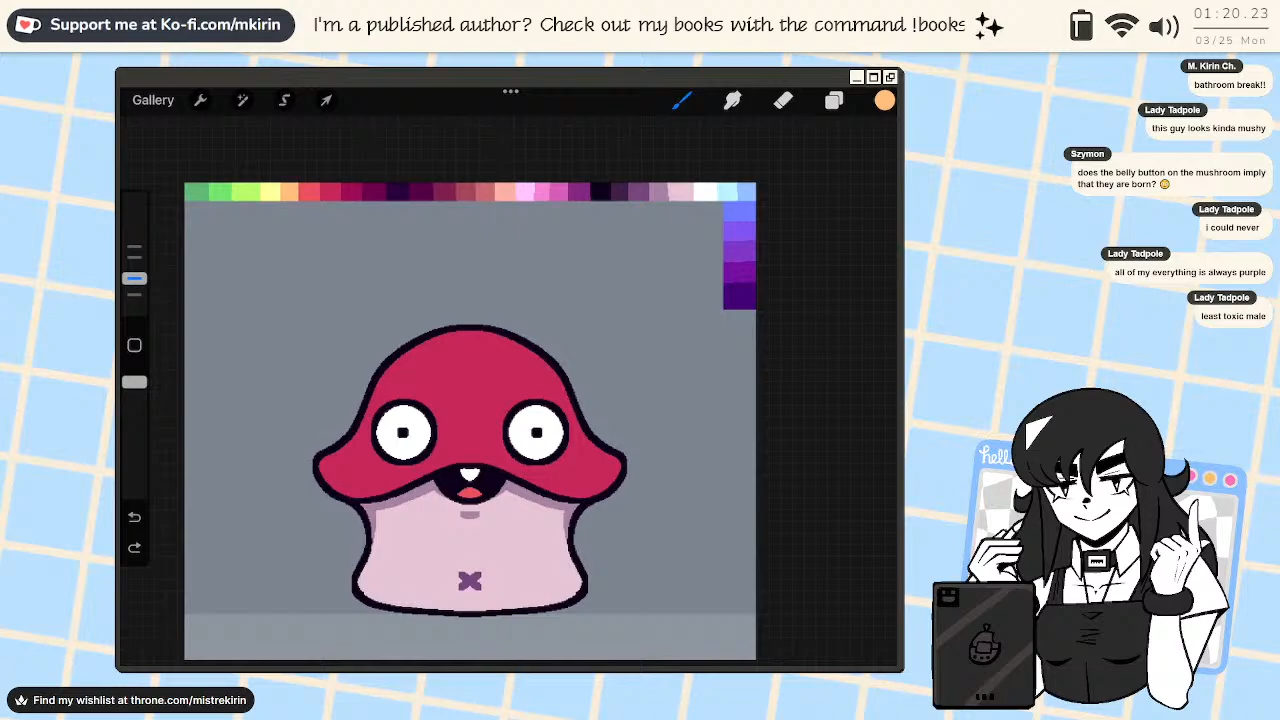 Support me at Ko-fi.com/mkirin
I'm a published author? Check out my books with the command !books
01:20.23
03/25 Mon
M. Kirin Ch.
bathroom break!!
Lady Tadpole
this guy looks kinda mushy
Szymon
does the belly button on the mushroom imply
that they are born?
Lady Tadpole
i could never
Lady Tadpole
all of my everything is always purple
Lady Tadpole
least toxic male
Gallery
hello
Find my wishlist at throne.com/mistrekirin